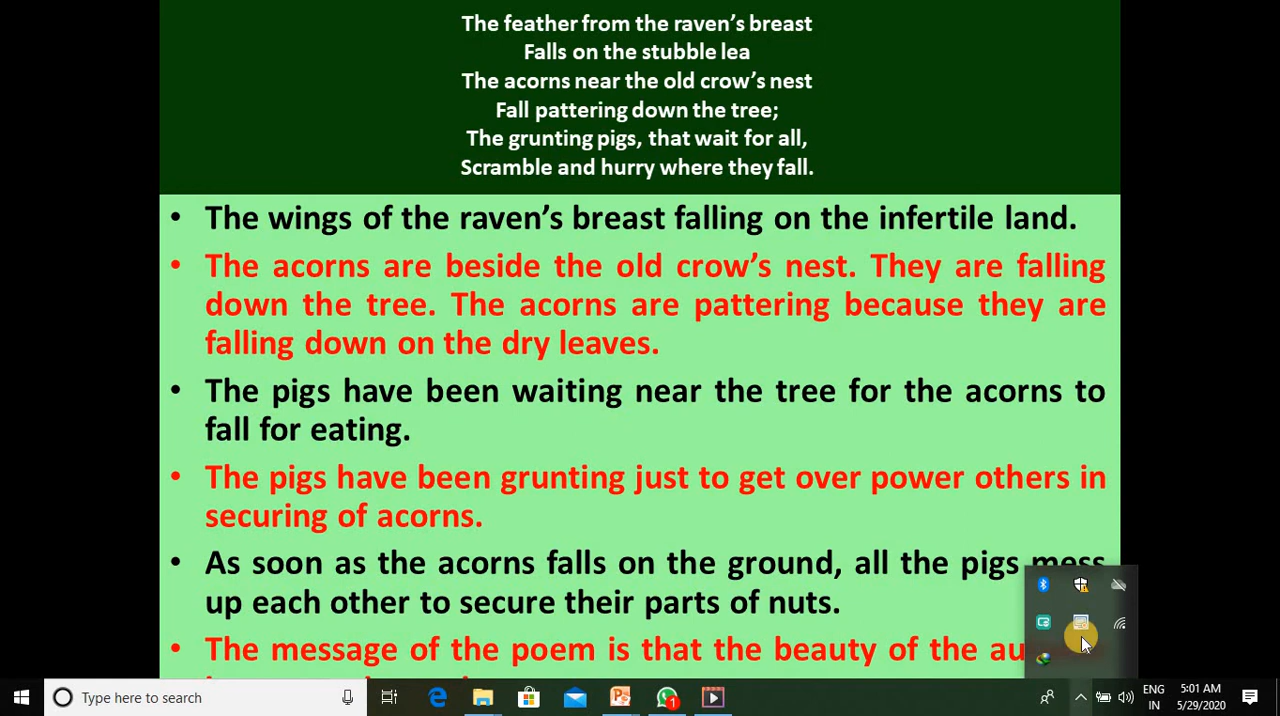 The feather from the raven’s breast
Falls on the stubble lea
The acorns near the old crow’s nest
Fall pattering down the tree;
The grunting pigs, that wait for all,
Scramble and hurry where they fall.
• The wings of the raven’s breast falling on the infertile land.
• The acorns are beside the old crow’s nest. They are falling
down the tree. The acorns are pattering because they are
falling down on the dry leaves.
• The pigs have been waiting near the tree for the acorns to
fall for eating.
• The pigs have been grunting just to get over power others in
securing of acorns.
• As soon as the acorns falls on the ground, all the pigs mess
up each other to secure their parts of nuts.
• The message of the poem is that the beauty of the au
Type here to search
1
ENG
IN
5:01 AM
5/29/2020